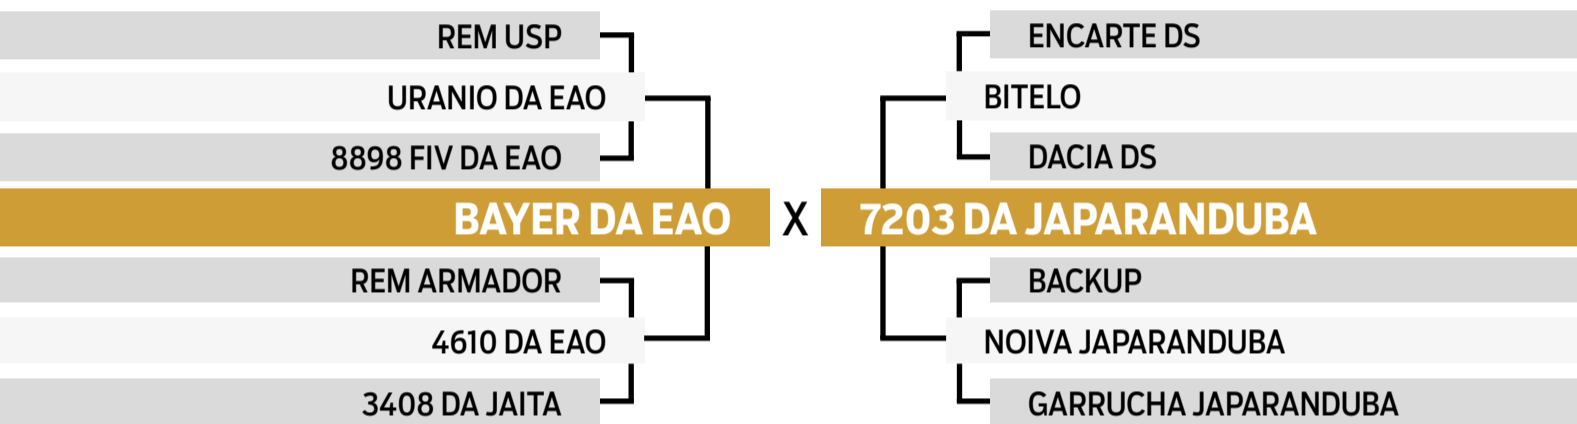 REM USP
URANIO DA EAO
8898 FIV DA EAO
BAYER DA EAO
REM ARMADOR
4610 DA EAO
3408 DA JAITA
X
ENCARTE DS
BITELO
DACIA DS
7203 DA JAPARANDUBA
BACKUP
NOIVA JAPARANDUBA
GARRUCHA JAPARANDUBA